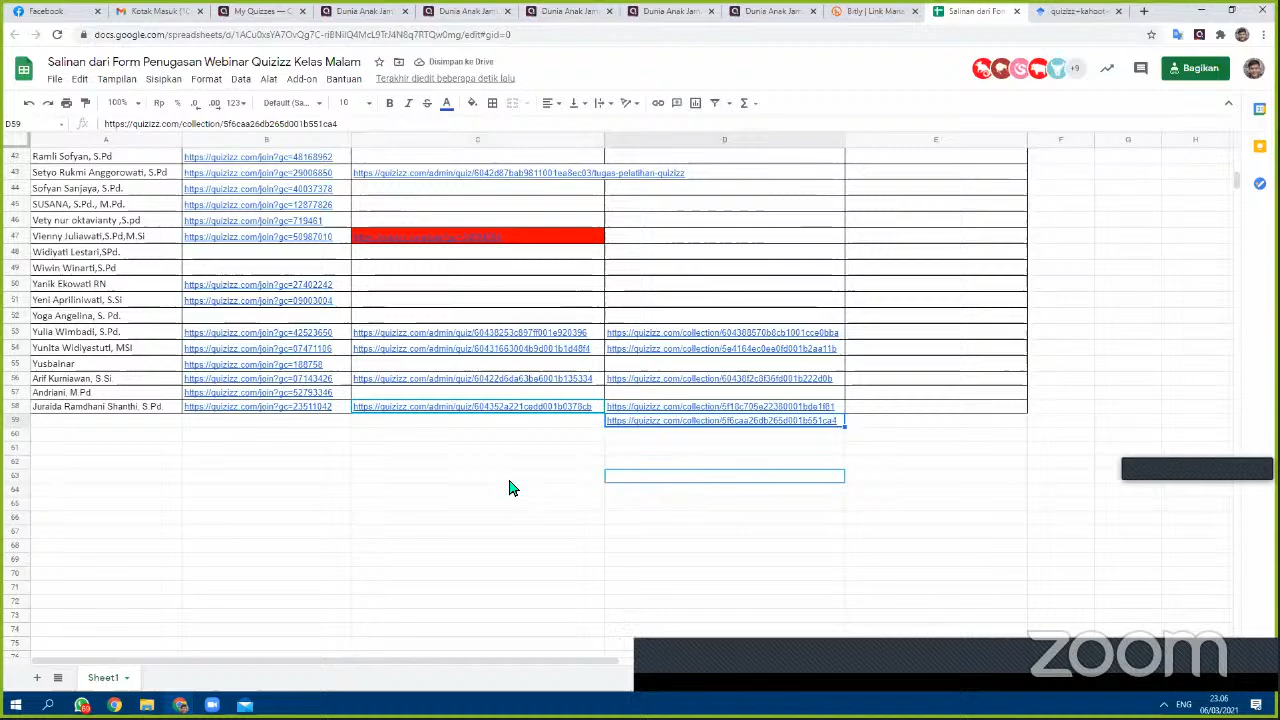 Facebook
Kotak Masuk (1
My Quizzes — C
Dunia Anak Jam
Dunia Anak Jam
Dunia Anak Jam
Dunia Anak Jam
Dunia Anak Jam
Bitly | Link Mana
Salinan dari For
quizizz+kahoot
docs.google.com/spreadsheets/
Salinan dari Form Penugasan Webinar Quizizz Kelas Malam
Disimpan ke Drive
File Edit Tampilan Sisipkan Format Data Alat Add-on Bantuan
Terakhir diedit beberapa detik lalu
+9
Bagikan
100% Rp % .0 .00 123 Default (Sa... 10
D59 fx https://quizizz.com/collection/5f6caa26db265d001b551ca4
A B C D E F G H
42 Ramli Sofyan, S.Pd https://quizizz.com/join?gc=48168962
43 Setyo Rukmi Anggorowati, S.Pd https://quizizz.com/join?gc=29006850 https://quizizz.com/admin/quiz/6042d87bab9811001ea8ec03/tugas-pelatihan-quizizz
44 Sofyan Sanjaya, S.Pd. https://quizizz.com/join?gc=40037378
45 SUSANA, S.Pd., M.Pd. https://quizizz.com/join?gc=12877826
46 Vety nur oktavianty ,S.pd https://quizizz.com/join?gc=719461
47 Vienny Juliawati,S.Pd,M.Si https://quizizz.com/join?gc=50987010
48 Widiyati Lestari,SPd.
49 Wiwin Winarti,S.Pd
50 Yanik Ekowati RN https://quizizz.com/join?gc=27402242
51 Yeni Apriliniwati, S.Si https://quizizz.com/join?gc=09003004
52 Yoga Angelina, S. Pd.
53 Yulia Wimbadi, S. Pd. https://quizizz.com/join?gc=42523650 https://quizizz.com/admin/quiz/60438253c897ff001e920396 https://quizizz.com/collection/604388570b8cb1001cce0bba
54 Yunita Widiyastuti, MSI https://quizizz.com/join?gc=07471106 https://quizizz.com/admin/quiz/60431663004b9d001b1d48f4 https://quizizz.com/collection/5e4164ec0ee0fd001b2aa11b
55 Yusbainar https://quizizz.com/join?gc=188758
56 Arif Kurniawan, S.Si. https://quizizz.com/join?gc=07143426 https://quizizz.com/admin/quiz/60422d6da63be6001b135334 https://quizizz.com/collection/60438f2c8f36fd001b222d0b
57 Andriani, M.Pd https://quizizz.com/join?gc=52793346
58 Juraida Ramdhani Shanthi, S.Pd. https://quizizz.com/join?gc=23511042 https://quizizz.com/admin/quiz/604352a221cedd001b0378cb https://quizizz.com/collection/5f18c705e22380001bde1f81
59 https://quizizz.com/collection/5f6caa26db265d001b551ca4
60
61
62
63
64
65
66
67
68
69
70
71
72
73
74
75
zoom
Sheet1
ENG
23.06
06/03/2021